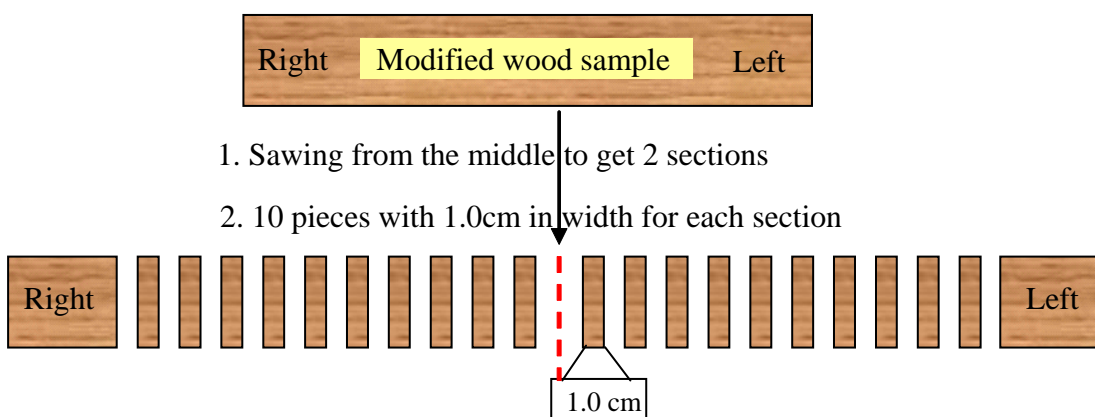 Right Modified wood sample Left
1. Sawing from the middle to get 2 sections
2. 10 pieces with 1.0cm in width for each section
Right Left
1.0 cm